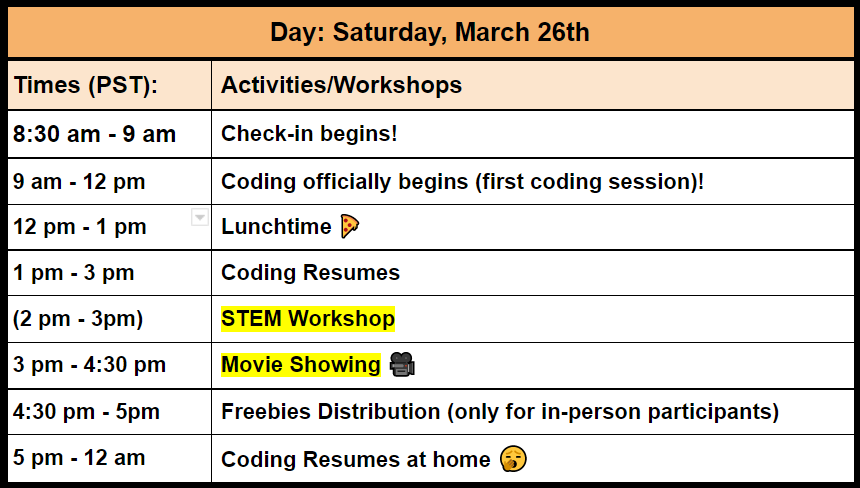 Day: Saturday, March 26th
Times (PST): Activities/Workshops
8:30 am - 9 am Check-in begins!
9 am - 12 pm Coding officially begins (first coding session)!
12 pm - 1 pm Lunchtime 🍕
1 pm - 3 pm Coding Resumes
(2 pm - 3pm) STEM Workshop
3 pm - 4:30 pm Movie Showing 🎥
4:30 pm - 5pm Freebies Distribution (only for in-person participants)
5 pm - 12 am Coding Resumes at home 🥱